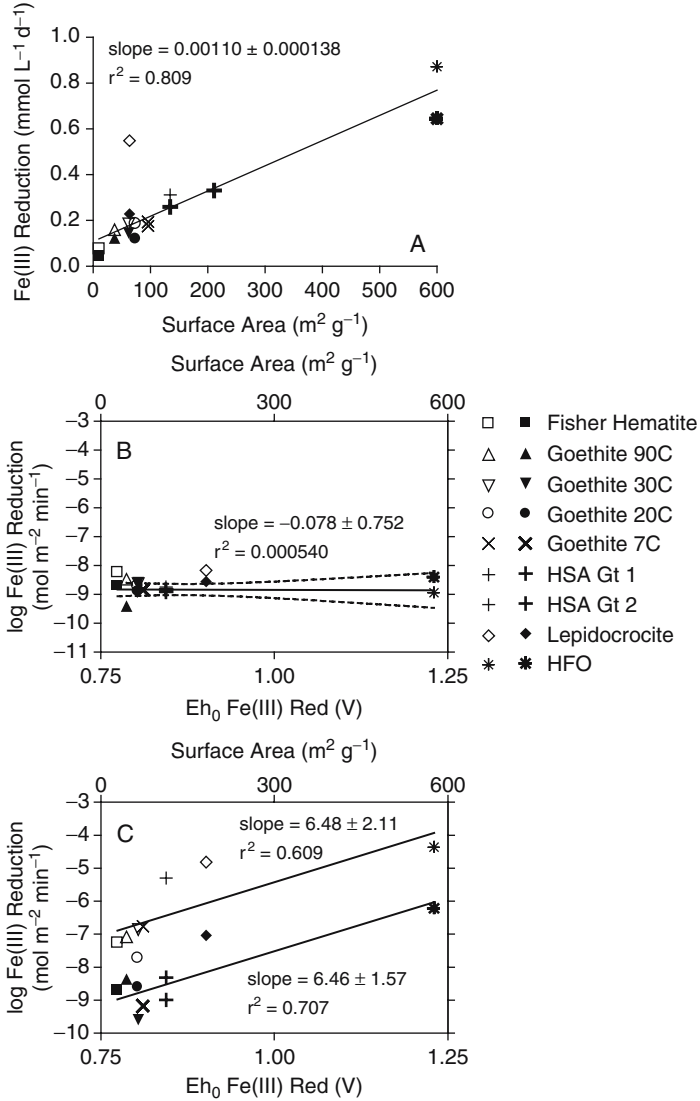 Fe(III) Reduction (mmol L⁻¹ d⁻¹)
1.0
0.8
0.6
0.4
0.2
0.0
slope = 0.00110 ± 0.000138
r² = 0.809
A
0 100 200 300 400 500 600
Surface Area (m² g⁻¹)
Surface Area (m² g⁻¹)
0 300 600
log Fe(III) Reduction
(mol m⁻² min⁻¹)
−3
−4
−5
−6
−7
−8
−9
−10
−11
B
slope = −0.078 ± 0.752
r² = 0.000540
0.75 1.00 1.25
Eh₀ Fe(III) Red (V)
Fisher Hematite
Goethite 90C
Goethite 30C
Goethite 20C
Goethite 7C
HSA Gt 1
HSA Gt 2
Lepidocrocite
HFO
Surface Area (m² g⁻¹)
0 300 600
log Fe(III) Reduction
(mol m⁻² min⁻¹)
−3
−4
−5
−6
−7
−8
−9
−10
C
slope = 6.48 ± 2.11
r² = 0.609
slope = 6.46 ± 1.57
r² = 0.707
0.75 1.00 1.25
Eh₀ Fe(III) Red (V)